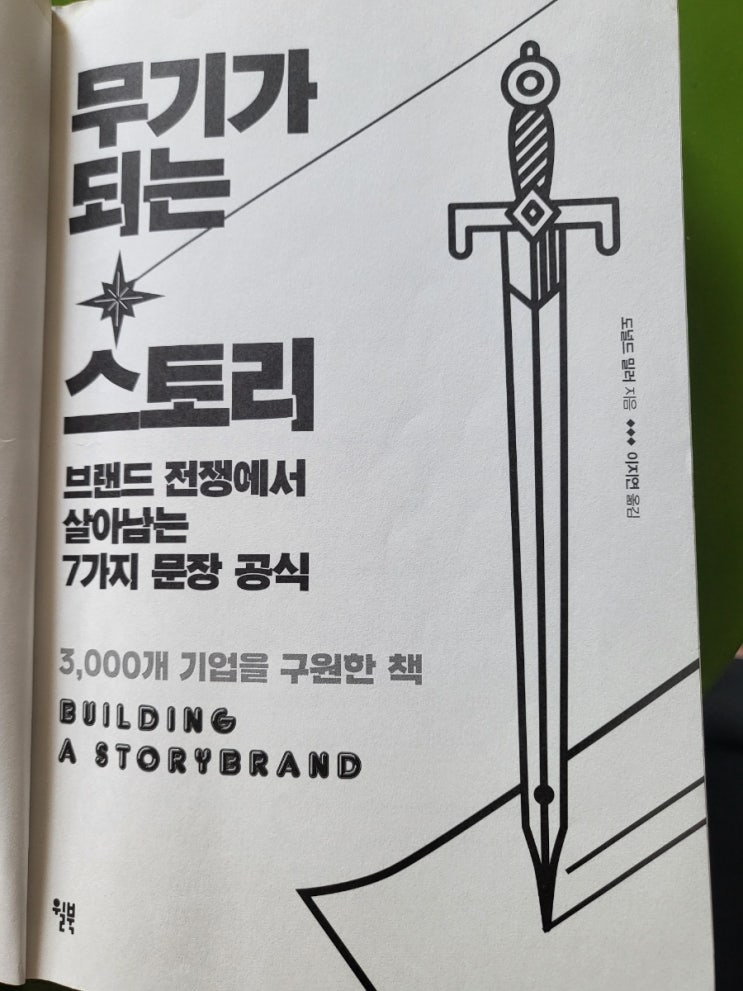 무기가
되는
스토리
브랜드 전쟁에서
살아남는
7가지 문장 공식
3,000개 기업을 구원한 책
BUILDING
A STORYBRAND
도널드 밀러 지음 ◆◆◆ 이지연 옮김
윌북